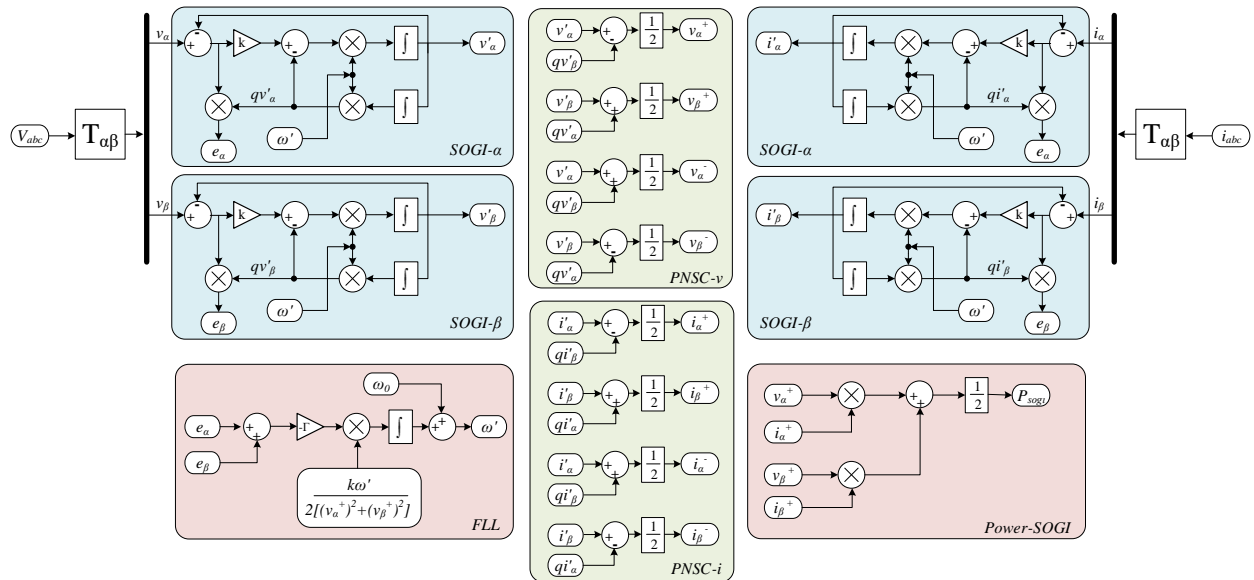 V_abc
T_αβ
v_α
k
∫
v'_α
qv'_α
∫
ω'
e_α
SOGI-α
v_β
k
∫
v'_β
qv'_β
∫
ω'
e_β
SOGI-β
v'_α
qv'_β
1/2
v_α⁺
v'_β
qv'_α
1/2
v_β⁺
v'_α
qv'_β
1/2
v_α⁻
v'_β
qv'_α
1/2
v_β⁻
PNSC-v
i'_α
∫
k
i_α
∫
qi'_α
ω'
e_α
SOGI-α
i'_β
∫
k
i_β
∫
qi'_β
ω'
e_β
SOGI-β
T_αβ
i_abc
e_α
e_β
-Γ
∫
ω_0
ω'
kω'
2[(v_α⁺)²+(v_β⁺)²]
FLL
i'_α
qi'_β
1/2
i_α⁺
i'_β
qi'_α
1/2
i_β⁺
i'_α
qi'_β
1/2
i_α⁻
i'_β
qi'_α
1/2
i_β⁻
PNSC-i
v_α⁺
i_α⁺
v_β⁺
i_β⁺
1/2
P_sogi
Power-SOGI